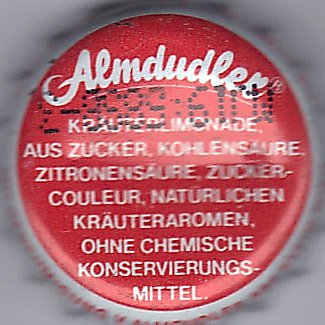 Almdudler®
KRÄUTERLIMONADE,
AUS ZUCKER, KOHLENSÄURE,
ZITRONENSÄURE, ZUCKER-
COULEUR, NATÜRLICHEN
KRÄUTERAROMEN,
OHNE CHEMISCHE
KONSERVIERUNGS-
MITTEL.